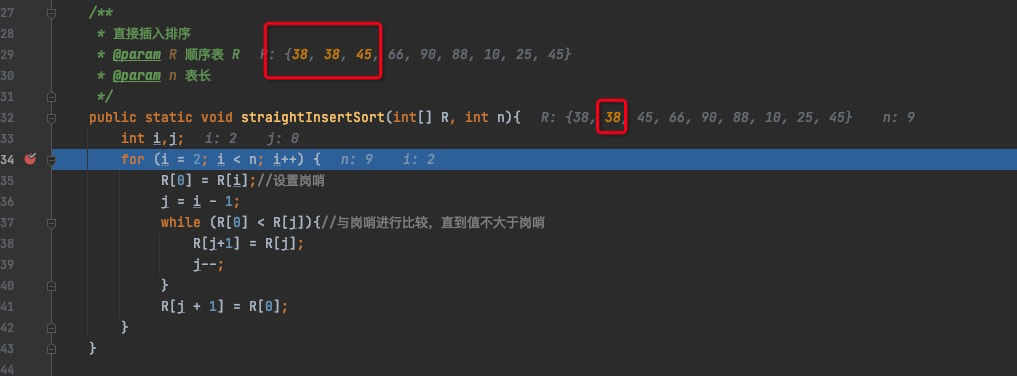 27 /**
28 * 直接插入排序
29 * @param R 顺序表 R R: {38, 38, 45, 66, 90, 88, 10, 25, 45}
30 * @param n 表长
31 */
32 public static void straightInsertSort(int[] R, int n){ R: {38, 38, 45, 66, 90, 88, 10, 25, 45} n: 9
33 int i,j; i: 2 j: 0
34 for (i = 2; i < n; i++) { n: 9 i: 2
35 R[0] = R[i];//设置岗哨
36 j = i - 1;
37 while (R[0] < R[j]){//与岗哨进行比较，直到值不大于岗哨
38 R[j+1] = R[j];
39 j--;
40 }
41 R[j + 1] = R[0];
42 }
43 }
44